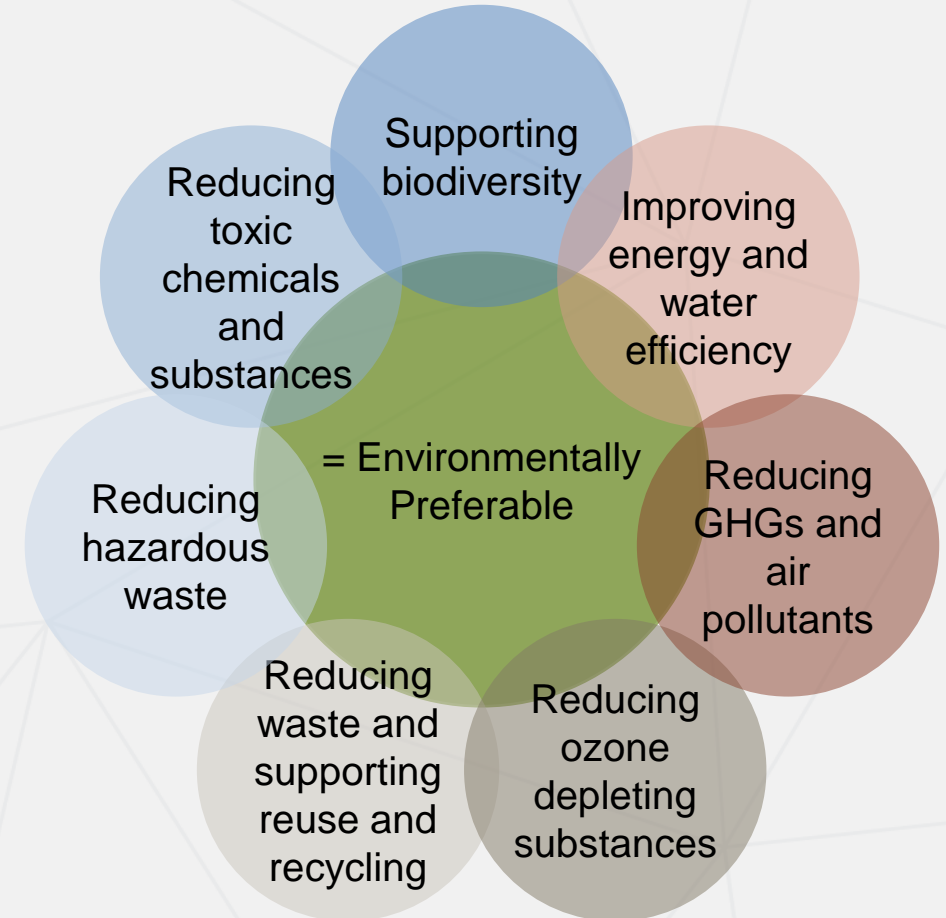 Supporting
biodiversity
Improving
energy and
water
efficiency
Reducing
GHGs and
air
pollutants
Reducing
ozone
depleting
substances
Reducing
waste and
supporting
reuse and
recycling
Reducing
hazardous
waste
Reducing
toxic
chemicals
and
substances
= Environmentally
Preferable